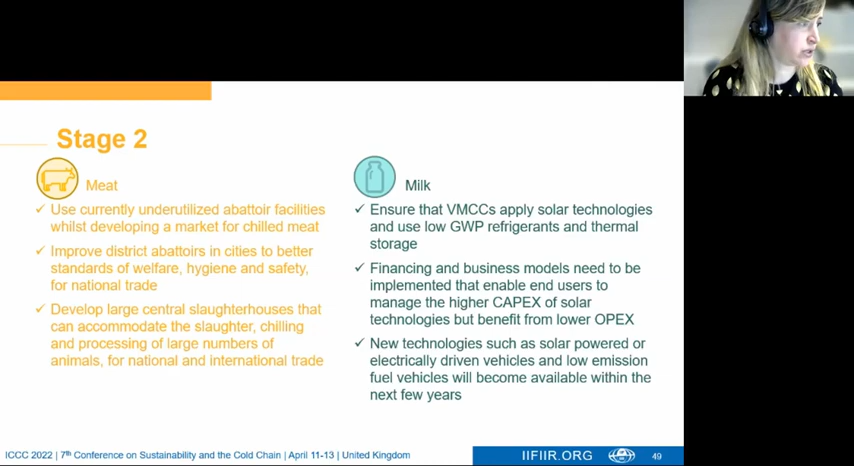 Stage 2
Meat
✓ Use currently underutilized abattoir facilities
whilst developing a market for chilled meat
✓ Improve district abattoirs in cities to better
standards of welfare, hygiene and safety,
for national trade
✓ Develop large central slaughterhouses that
can accommodate the slaughter, chilling
and processing of large numbers of
animals, for national and international trade
Milk
✓ Ensure that VMCCs apply solar technologies
and use low GWP refrigerants and thermal
storage
✓ Financing and business models need to be
implemented that enable end users to
manage the higher CAPEX of solar
technologies but benefit from lower OPEX
✓ New technologies such as solar powered or
electrically driven vehicles and low emission
fuel vehicles will become available within the
next few years
ICCC 2022 | 7th Conference on Sustainability and the Cold Chain | April 11-13 | United Kingdom
IIFIIR.ORG
49